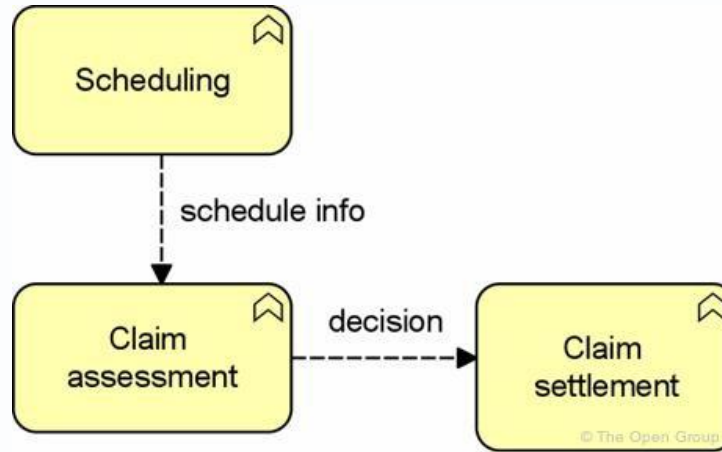 Scheduling
schedule info
Claim
assessment
decision
Claim
settlement
© The Open Group